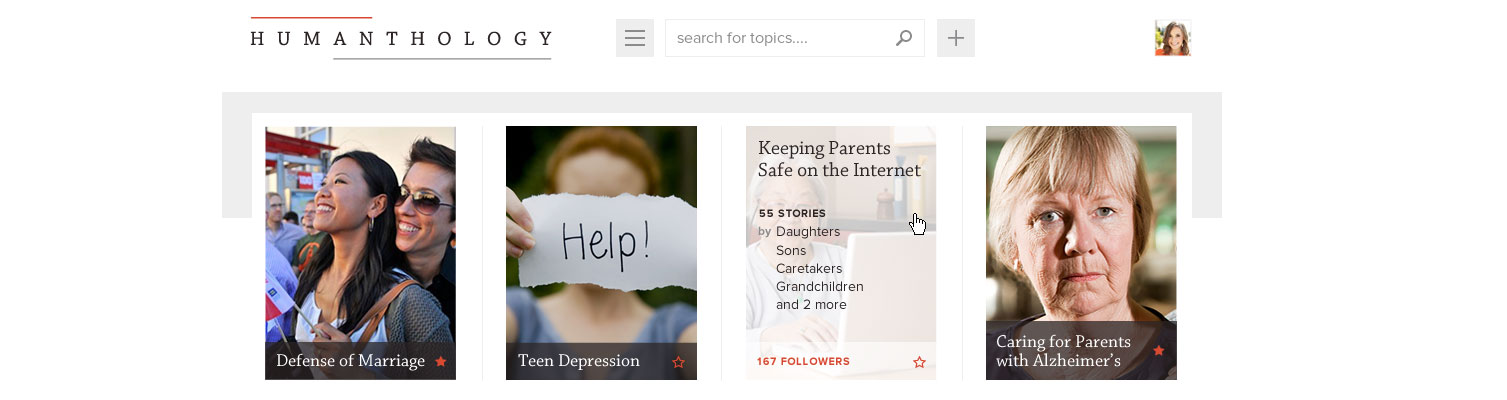 HUMANTHOLOGY
search for topics....
Defense of Marriage
Help!
Teen Depression
Keeping Parents
Safe on the Internet
55 STORIES
by Daughters
Sons
Caretakers
Grandchildren
and 2 more
167 FOLLOWERS
Caring for Parents
with Alzheimer's